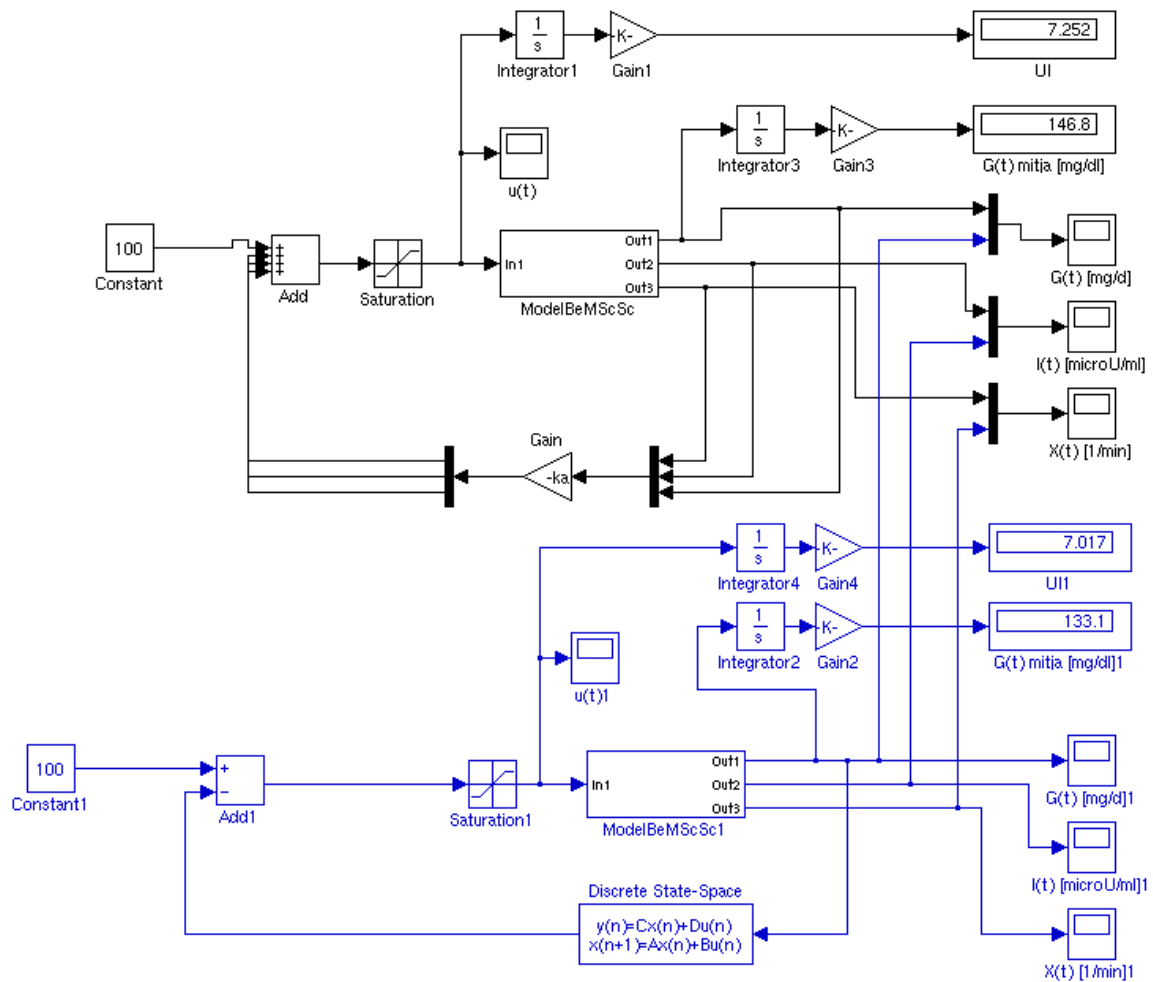 1
s
Integrator1
-K-
Gain1
7.252
UI
u(t)
1
s
Integrator3
-K-
Gain3
146.8
G(t) mitja [mg/dl]
100
Constant
+
+
+
+
Add
Saturation
In1
Out1
Out2
Out3
ModelBeMScSc
G(t) [mg/d]
I(t) [microU/ml]
X(t) [1/min]
Gain
-ka
1
s
Integrator4
-K-
Gain4
7.017
UI1
1
s
Integrator2
-K-
Gain2
133.1
G(t) mitja [mg/dl]1
u(t)1
100
Constant1
+
−
Add1
Saturation1
In1
Out1
Out2
Out3
ModelBeMScSc1
G(t) [mg/d]1
I(t) [microU/ml]1
X(t) [1/min]1
Discrete State-Space
y(n)=Cx(n)+Du(n)
x(n+1)=Ax(n)+Bu(n)